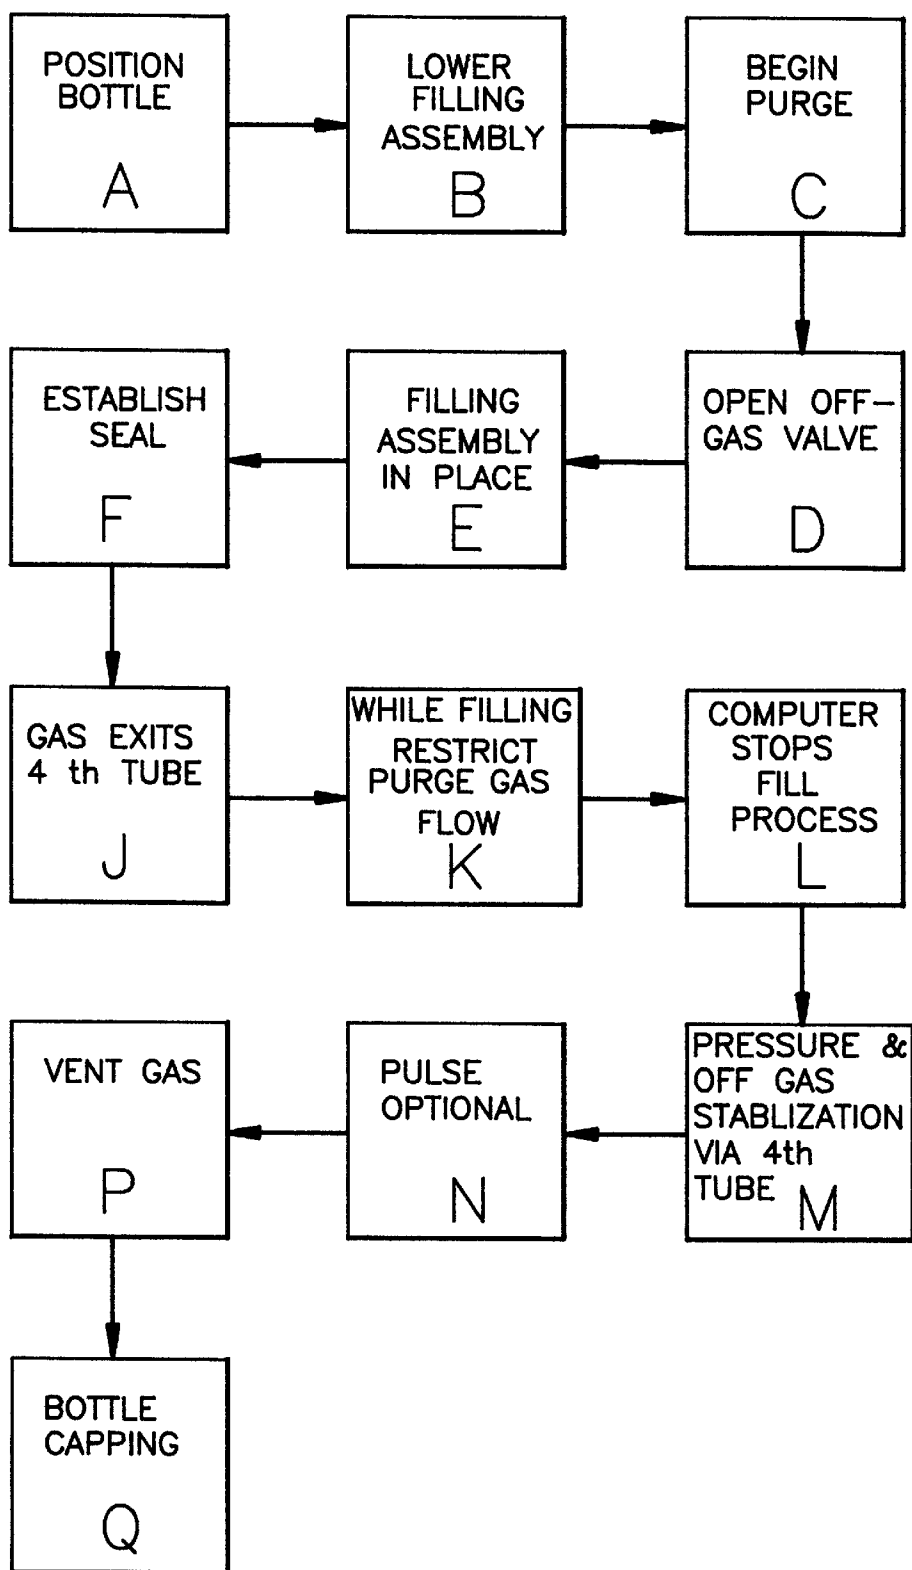 POSITION
BOTTLE
A
LOWER
FILLING
ASSEMBLY
B
BEGIN
PURGE
C
OPEN OFF-
GAS VALVE
D
FILLING
ASSEMBLY
IN PLACE
E
ESTABLISH
SEAL
F
GAS EXITS
4 th TUBE
J
WHILE FILLING
RESTRICT
PURGE GAS
FLOW
K
COMPUTER
STOPS
FILL
PROCESS
L
PRESSURE &
OFF GAS
STABLIZATION
VIA 4th
TUBE
M
PULSE
OPTIONAL
N
VENT GAS
P
BOTTLE
CAPPING
Q